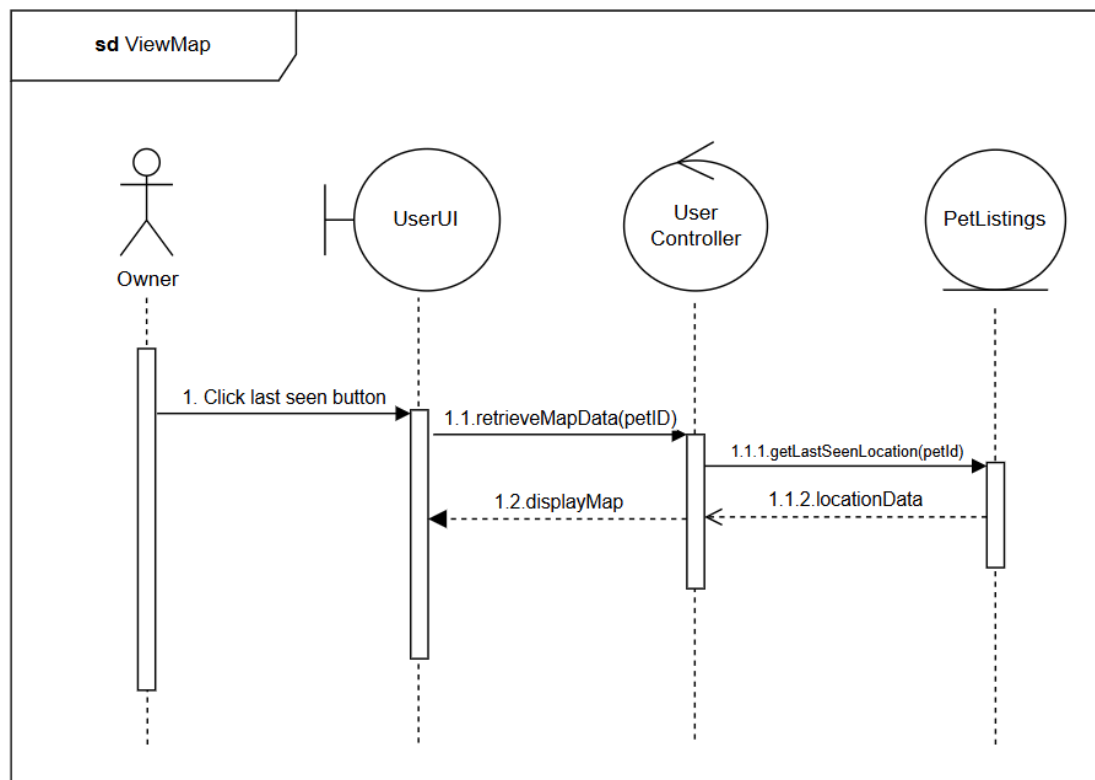 sd ViewMap
Owner
UserUI
User
Controller
PetListings
1. Click last seen button
1.1.retrieveMapData(petID)
1.1.1.getLastSeenLocation(petId)
1.2.displayMap
1.1.2.locationData